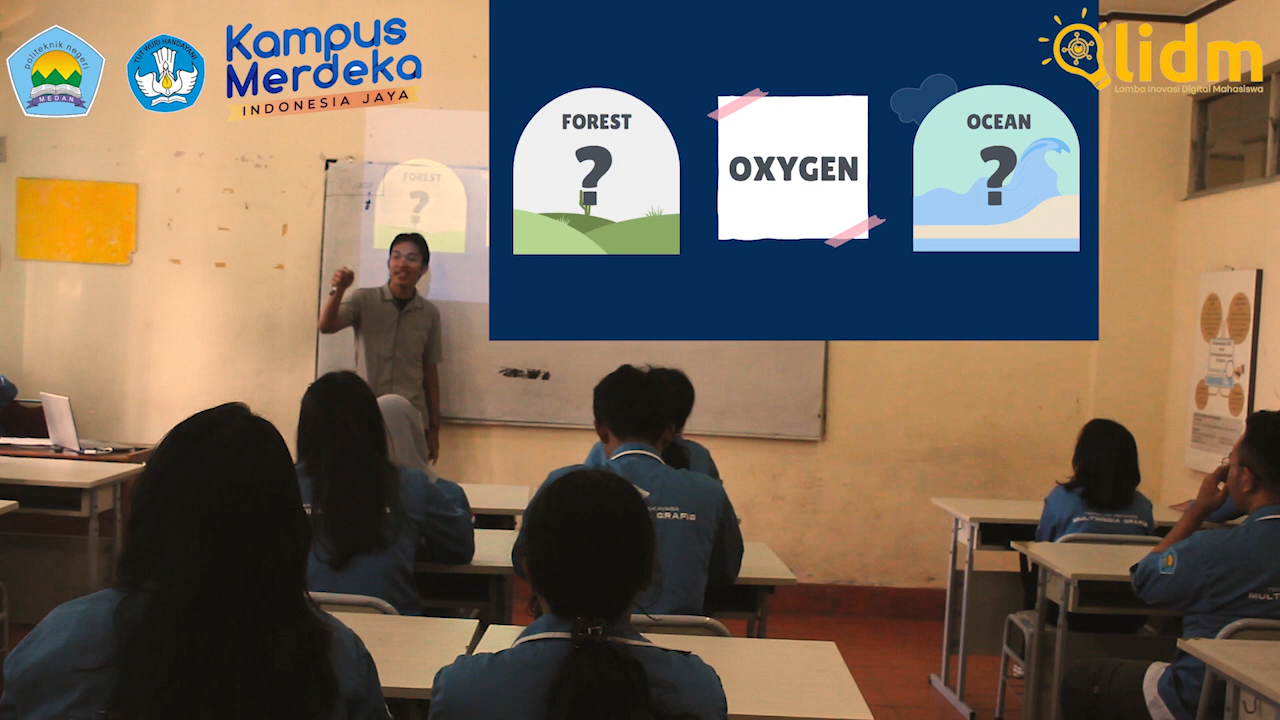 politeknik negeri
MEDAN
TUT WURI HANDAYANI
Kampus
Merdeka
INDONESIA JAYA
lidm
Lomba Inovasi Digital Mahasiswa
FOREST
?
OXYGEN
OCEAN
?
FOREST
?
GRAFIS
MULTIMEDIA GRAFIS
MULT